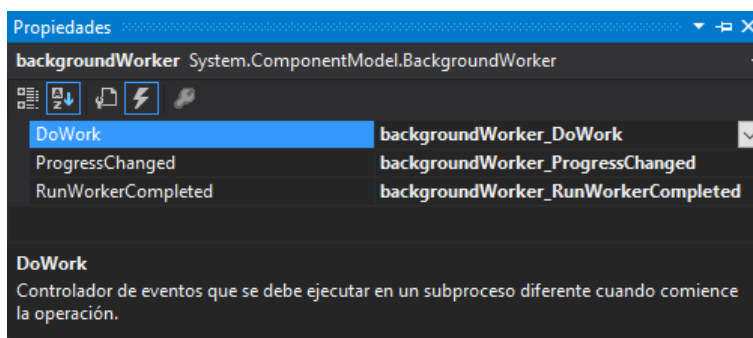 Propiedades
backgroundWorker System.ComponentModel.BackgroundWorker
DoWork backgroundWorker_DoWork
ProgressChanged backgroundWorker_ProgressChanged
RunWorkerCompleted backgroundWorker_RunWorkerCompleted
DoWork
Controlador de eventos que se debe ejecutar en un subproceso diferente cuando comience
la operación.